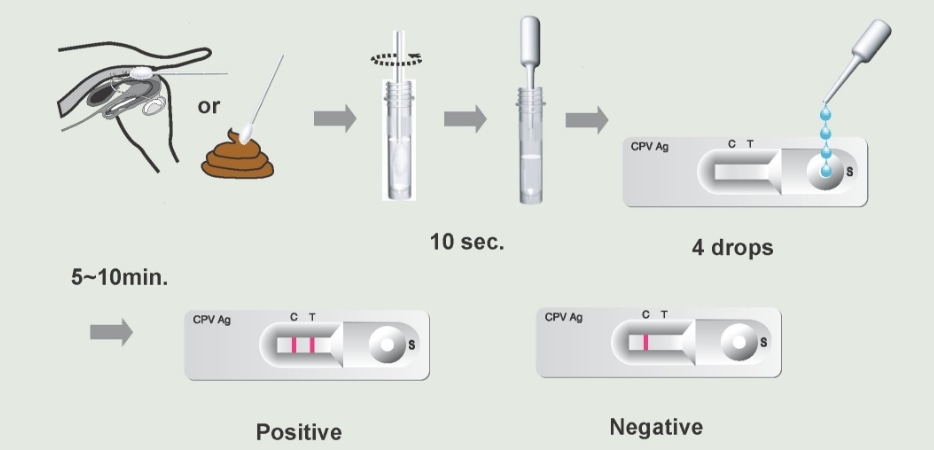 or
CPV Ag
C T
S
10 sec.
4 drops
5~10min.
CPV Ag
C T
S
CPV Ag
C T
S
Positive
Negative